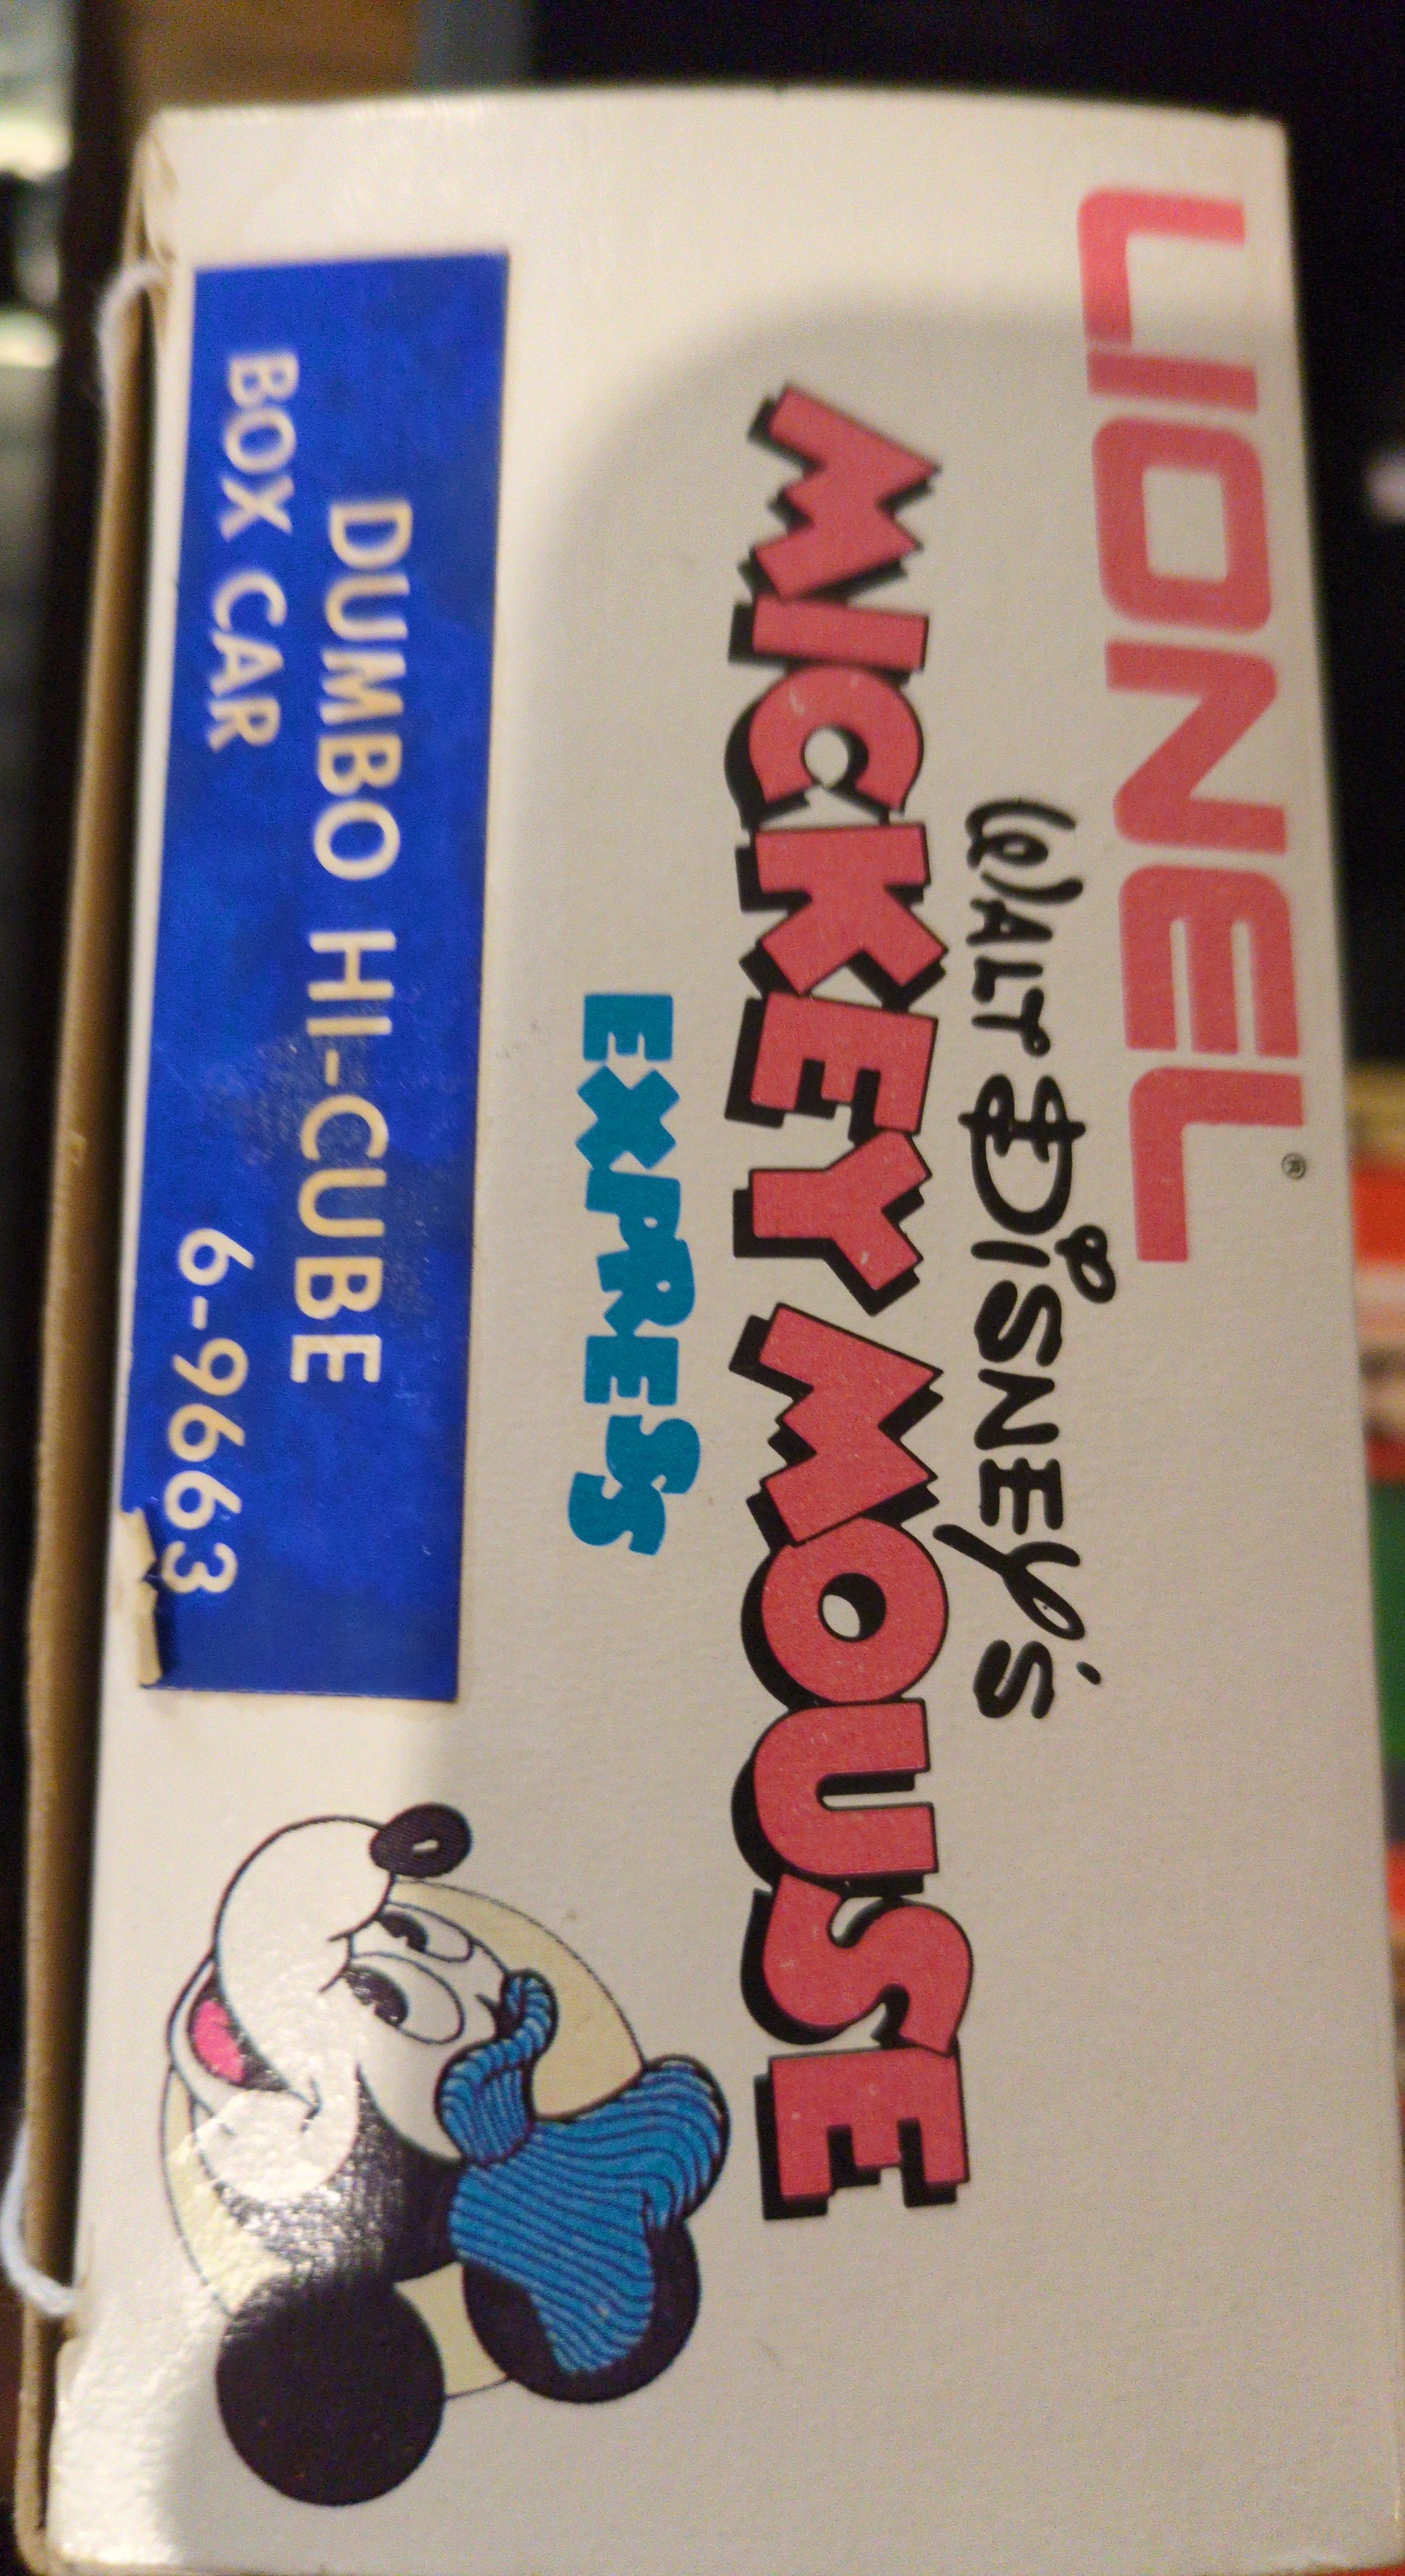 LIONEL®
WALT DISNEY'S
MICKEY MOUSE
EXPRESS
DUMBO HI-CUBE
BOX CAR 6-9663